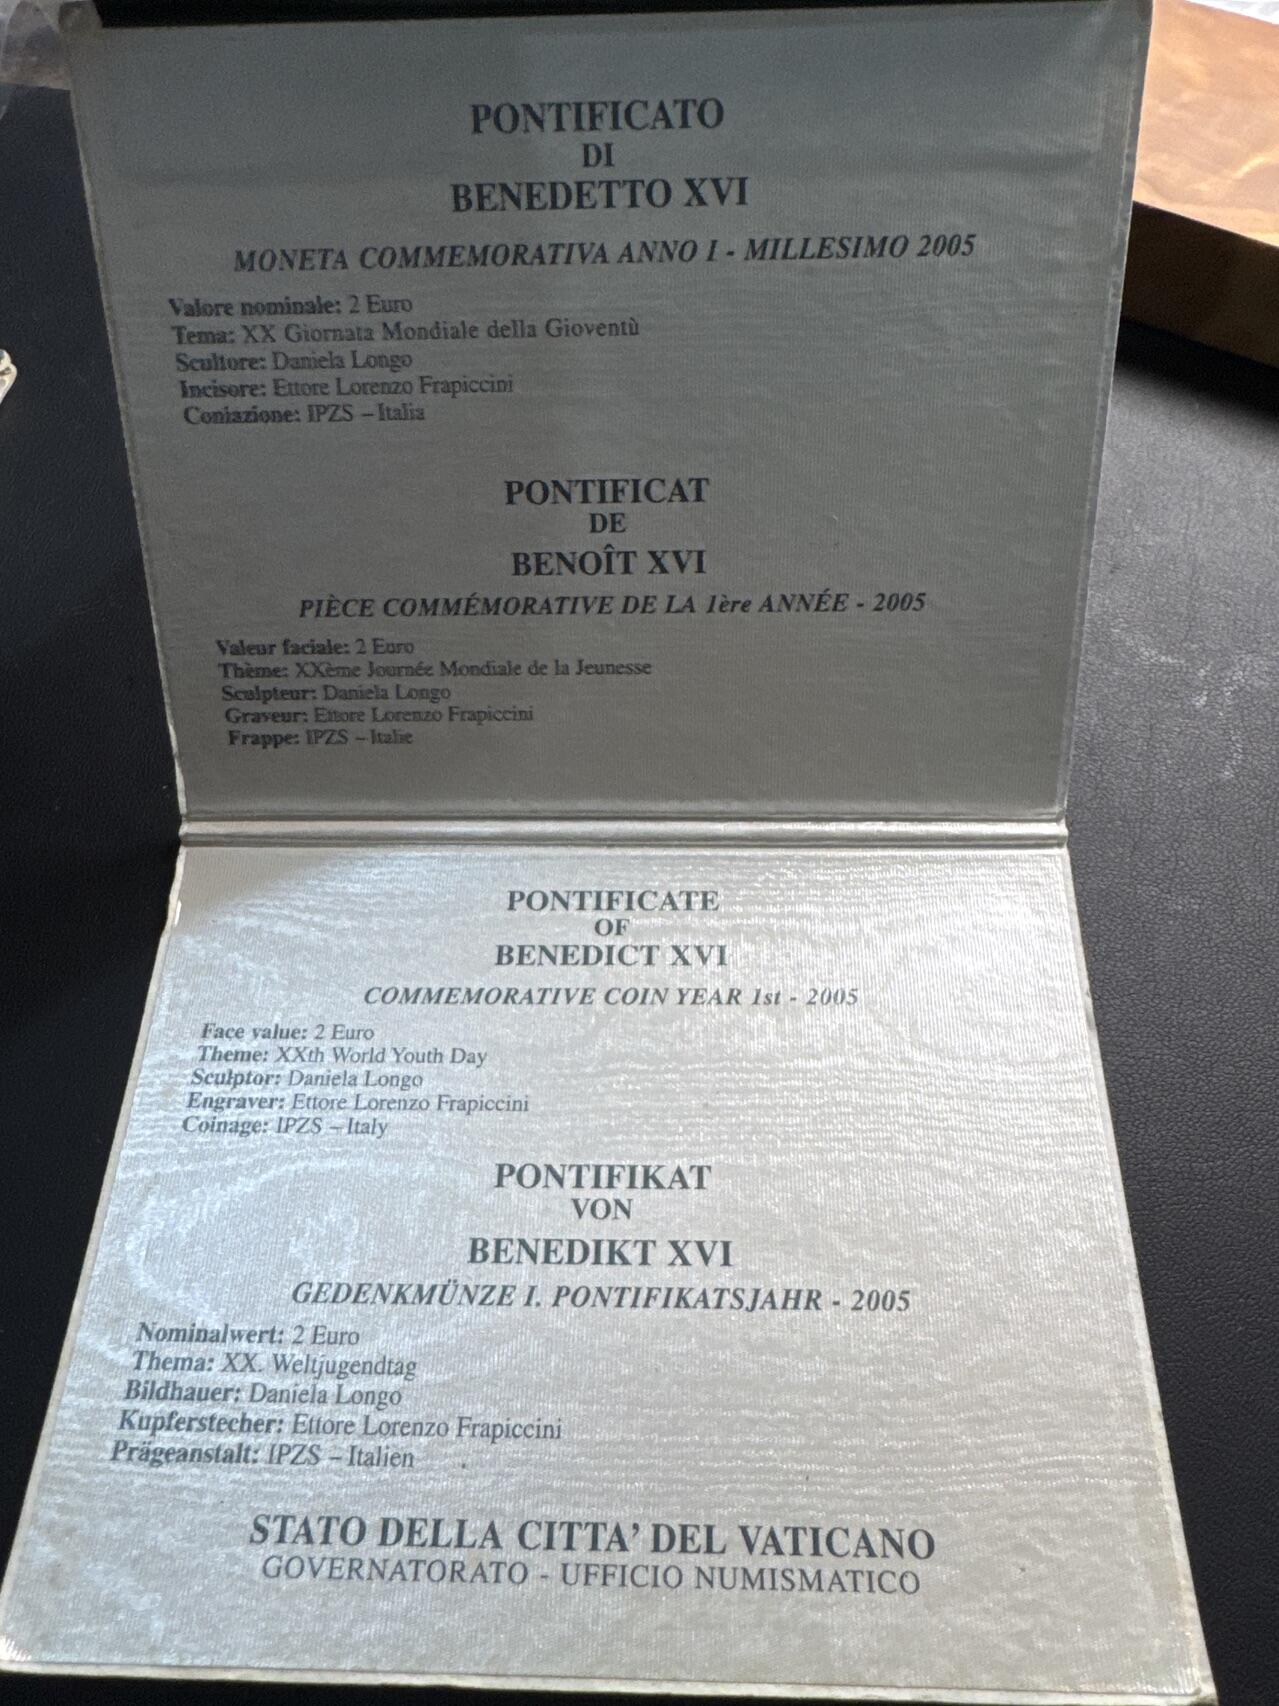 PONTIFICATO
DI
BENEDETTO XVI
MONETA COMMEMORATIVA ANNO I - MILLESIMO 2005
Valore nominale: 2 Euro
Tema: XX Giornata Mondiale della Gioventù
Scultore: Daniela Longo
Incisore: Ettore Lorenzo Frapiccini
Coniazione: IPZS – Italia
PONTIFICAT
DE
BENOÎT XVI
PIÈCE COMMÉMORATIVE DE LA 1ère ANNÉE - 2005
Valeur faciale: 2 Euro
Thème: XXème Journée Mondiale de la Jeunesse
Sculpteur: Daniela Longo
Graveur: Ettore Lorenzo Frapiccini
Frappe: IPZS – Italie
PONTIFICATE
OF
BENEDICT XVI
COMMEMORATIVE COIN YEAR 1st - 2005
Face value: 2 Euro
Theme: XXth World Youth Day
Sculptor: Daniela Longo
Engraver: Ettore Lorenzo Frapiccini
Coinage: IPZS – Italy
PONTIFIKAT
VON
BENEDIKT XVI
GEDENKMÜNZE I. PONTIFIKATSJAHR - 2005
Nominalwert: 2 Euro
Thema: XX. Weltjugendtag
Bildhauer: Daniela Longo
Kupferstecher: Ettore Lorenzo Frapiccini
Prägeanstalt: IPZS – Italien
STATO DELLA CITTA' DEL VATICANO
GOVERNATORATO - UFFICIO NUMISMATICO